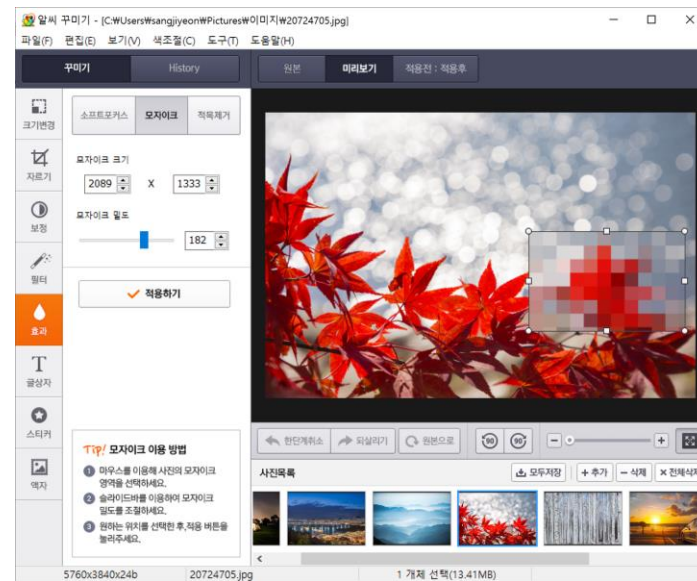 알씨 꾸미기 - [C:₩Users₩sangjiyeon₩Pictures₩이미지₩20724705.jpg]
파일(F) 편집(E) 보기(V) 색조절(C) 도구(T) 도움말(H)
꾸미기 History 원본 미리보기 적용전 : 적용후
크기변경
자르기
보정
필터
효과
글상자
스티커
액자
소프트포커스 모자이크 적목제거
모자이크 크기
2089 X 1333
모자이크 밀도
182
적용하기
Tip! 모자이크 이용 방법
1 마우스를 이용해 사진의 모자이크
영역을 선택하세요.
2 슬라이드바를 이용하여 모자이크
밀도를 조절하세요.
3 원하는 위치를 선택한 후,적용 버튼을
눌러주세요.
한단계취소 되살리기 원본으로 90 90
사진목록 모두저장 + 추가 - 삭제 × 전체삭제
5760x3840x24b 20724705.jpg 1 개체 선택(13.41MB)